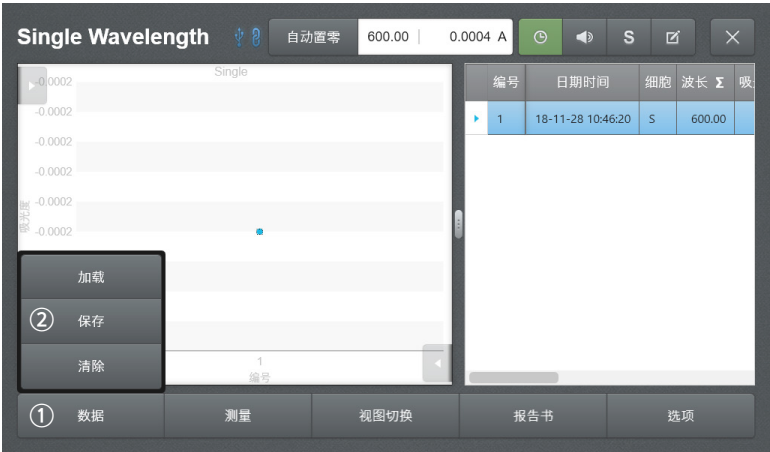 Single Wavelength 自动置零 600.00 0.0004 A S
Single
-0.0002
-0.0002
-0.0002
-0.0002
-0.0002
-0.0002
吸光度
1
编号
编号 日期时间 细胞 波长 Σ 吸
1 18-11-28 10:46:20 S 600.00
加载
② 保存
清除
① 数据 测量 视图切换 报告书 选项